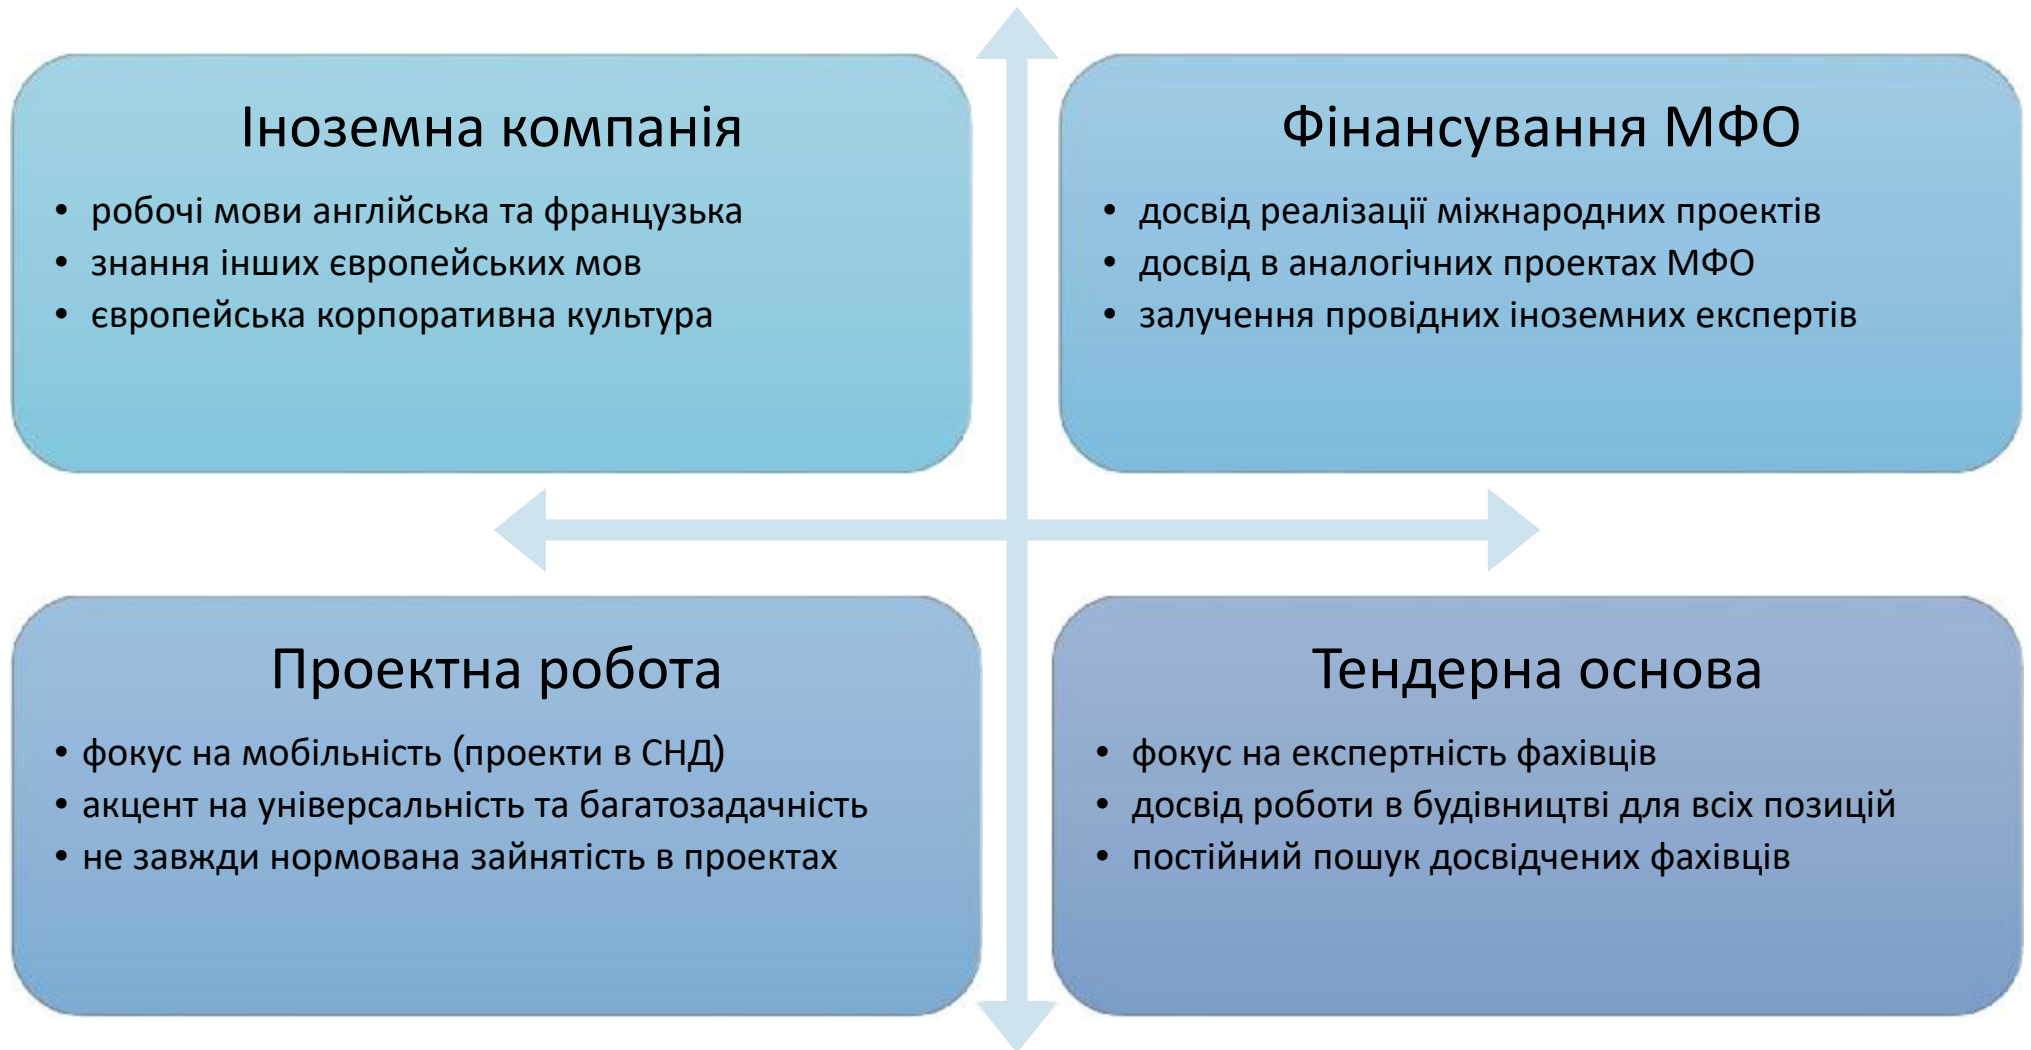 Іноземна компанія
• робочі мови англійська та французька
• знання інших європейських мов
• європейська корпоративна культура
Фінансування МФО
• досвід реалізації міжнародних проектів
• досвід в аналогічних проектах МФО
• залучення провідних іноземних експертів
Проектна робота
• фокус на мобільність (проекти в СНД)
• акцент на універсальність та багатозадачність
• не завжди нормована зайнятість в проектах
Тендерна основа
• фокус на експертність фахівців
• досвід роботи в будівництві для всіх позицій
• постійний пошук досвідчених фахівців